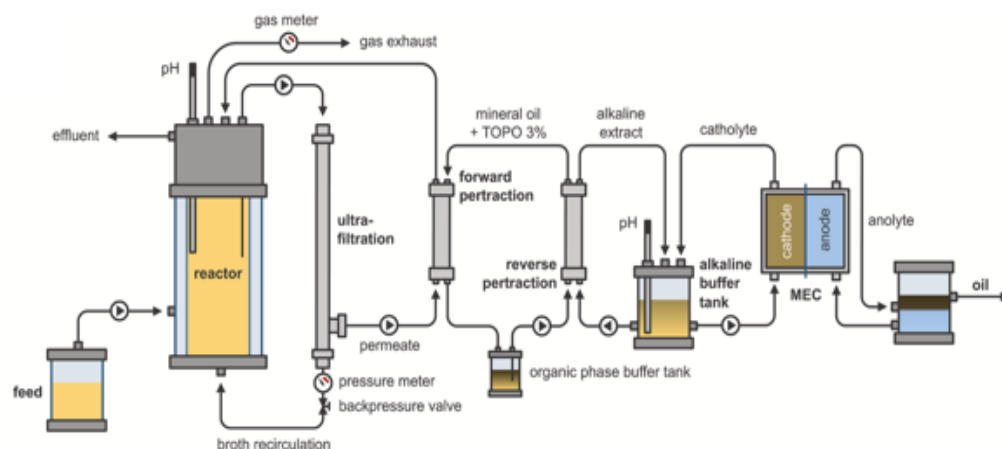 gas meter
gas exhaust
pH
effluent
mineral oil
+ TOPO 3%
alkaline
extract
catholyte
forward
pertraction
ultra-
filtration
reactor
reverse
pertraction
pH
alkaline
buffer
tank
cathode
anode
MEC
anolyte
oil
feed
permeate
organic phase buffer tank
pressure meter
backpressure valve
broth recirculation